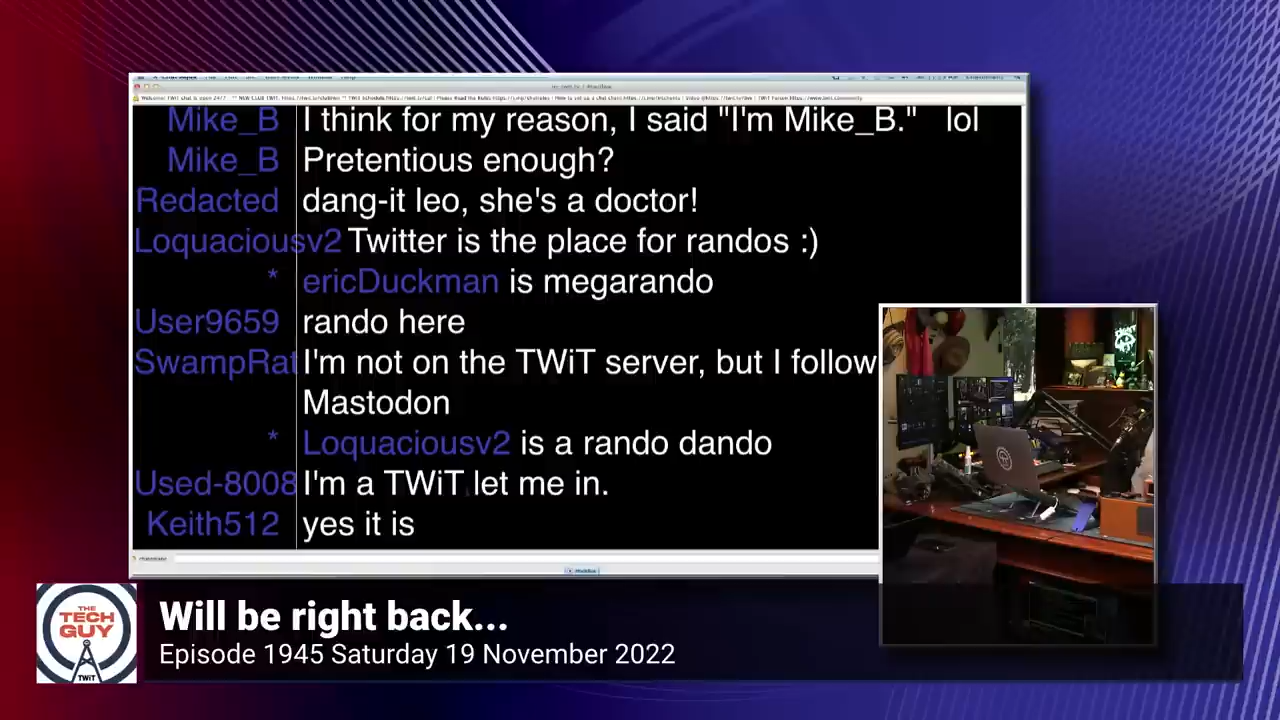 Mike_B I think for my reason, I said "I'm Mike_B." lol
Mike_B Pretentious enough?
Redacted dang-it leo, she's a doctor!
Loquaciousv2 Twitter is the place for randos :)
* ericDuckman is megarando
User9659 rando here
SwampRat I'm not on the TWiT server, but I follow
Mastodon
* Loquaciousv2 is a rando dando
Used-8008 I'm a TWiT let me in.
Keith512 yes it is
THE
TECH
GUY
TWiT
Will be right back...
Episode 1945 Saturday 19 November 2022